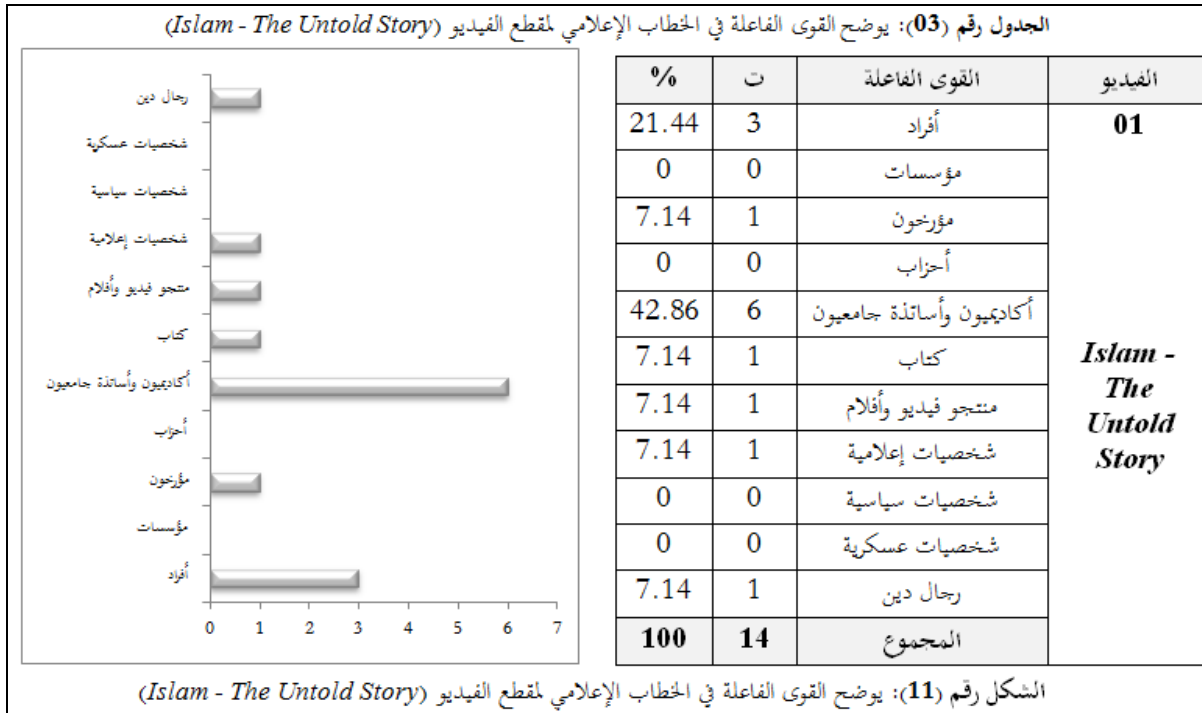 الجدول رقم (03): يوضح القوى الفاعلة في الخطاب الإعلامي لمقطع الفيديو (Islam - The Untold Story)
الفيديو القوى الفاعلة ت %
01 أفراد 3 21.44
مؤسسات 0 0
مؤرخون 1 7.14
أحزاب 0 0
أكاديميون وأساتذة جامعيون 6 42.86
كتاب 1 7.14
منتجو فيديو وأفلام 1 7.14
شخصيات إعلامية 1 7.14
شخصيات سياسية 0 0
شخصيات عسكرية 0 0
رجال دين 1 7.14
المجموع 14 100
Islam -
The
Untold
Story
رجال دين
شخصيات عسكرية
شخصيات سياسية
شخصيات إعلامية
منتجو فيديو وأفلام
كتاب
أكاديميون وأساتذة جامعيون
أحزاب
مؤرخون
مؤسسات
أفراد
0 1 2 3 4 5 6 7
الشكل رقم (11): يوضح القوى الفاعلة في الخطاب الإعلامي لمقطع الفيديو (Islam - The Untold Story)